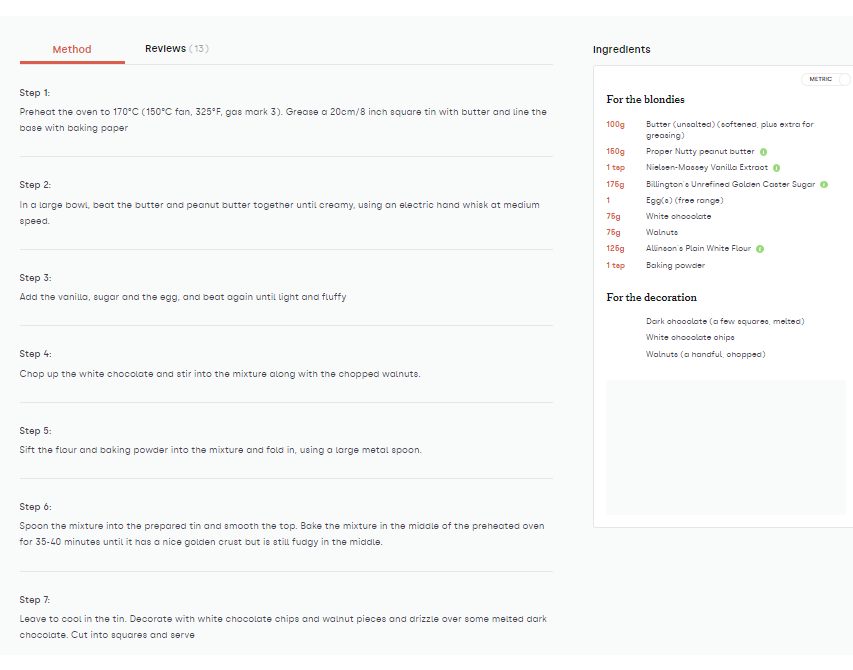 Method
Reviews (13)
Step 1:
Preheat the oven to 170°C (150°C fan, 325°F, gas mark 3). Grease a 20cm/8 inch square tin with butter and line the
base with baking paper
Step 2:
In a large bowl, beat the butter and peanut butter together until creamy, using an electric hand whisk at medium
speed.
Step 3:
Add the vanilla, sugar and the egg, and beat again until light and fluffy
Step 4:
Chop up the white chocolate and stir into the mixture along with the chopped walnuts.
Step 5:
Sift the flour and baking powder into the mixture and fold in, using a large metal spoon.
Step 6:
Spoon the mixture into the prepared tin and smooth the top. Bake the mixture in the middle of the preheated oven
for 35-40 minutes until it has a nice golden crust but is still fudgy in the middle.
Step 7:
Leave to cool in the tin. Decorate with white chocolate chips and walnut pieces and drizzle over some melted dark
chocolate. Cut into squares and serve
Ingredients
METRIC
For the blondies
100g Butter (unsalted) (softened, plus extra for
greasing)
150g Proper Nutty peanut butter
1 tsp Nielsen-Massey Vanilla Extract
175g Billington's Unrefined Golden Caster Sugar
1 Egg(s) (free range)
75g White chocolate
75g Walnuts
125g Allinson's Plain White Flour
1 tsp Baking powder
For the decoration
Dark chocolate (a few squares, melted)
White chocolate chips
Walnuts (a handful, chopped)